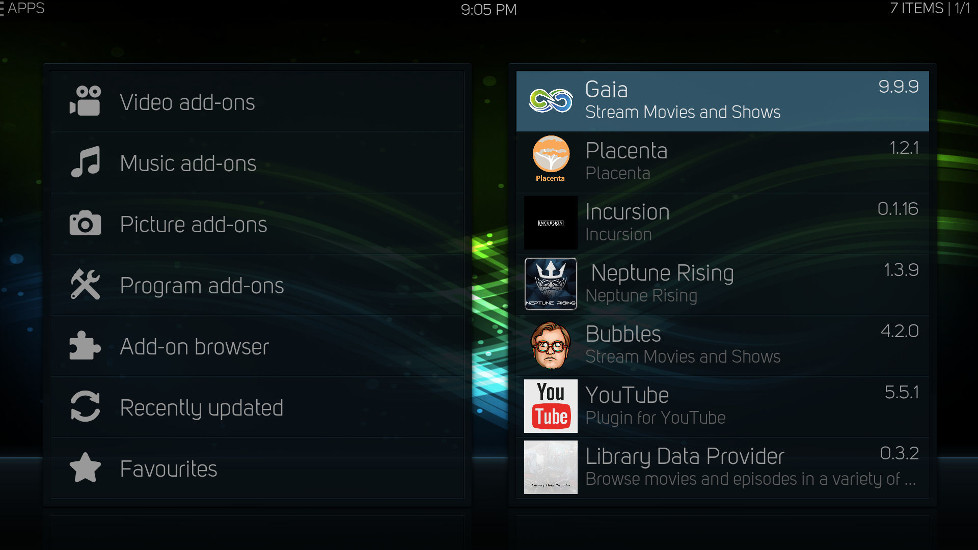 APPS
9:05 PM
7 ITEMS | 1/1
Video add-ons
Music add-ons
Picture add-ons
Program add-ons
Add-on browser
Recently updated
Favourites
Gaia 9.9.9
Stream Movies and Shows
Placenta 1.2.1
Placenta
Placenta
Incursion 0.1.16
Incursion
INCURSION
Neptune Rising 1.3.9
Neptune Rising
NEPTUNE RISING
Bubbles 4.2.0
Stream Movies and Shows
YouTube 5.5.1
Plugin for YouTube
You
Tube
Library Data Provider 0.3.2
Browse movies and episodes in a variety of ...